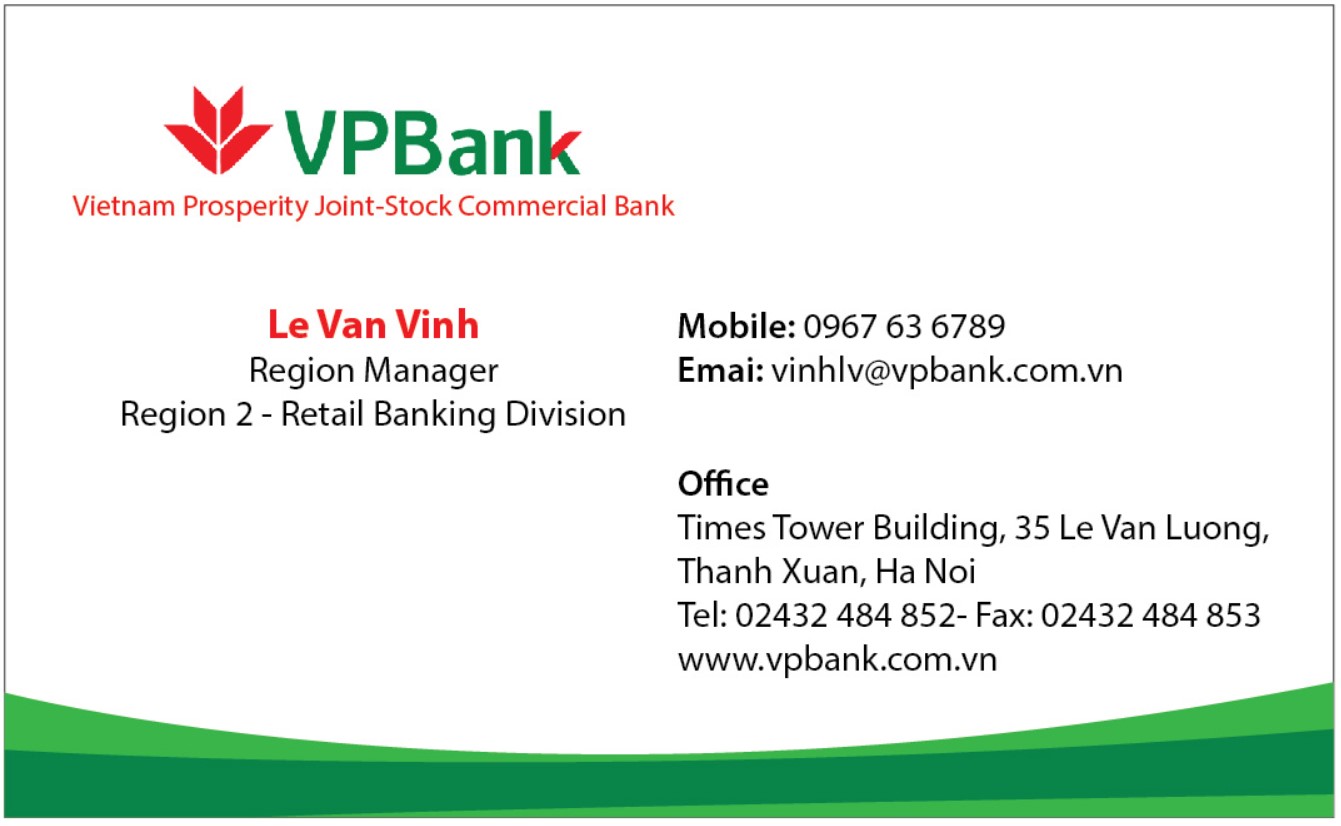 VPBank
Vietnam Prosperity Joint-Stock Commercial Bank
Le Van Vinh
Region Manager
Region 2 - Retail Banking Division
Mobile: 0967 63 6789
Emai: vinhlv@vpbank.com.vn
Office
Times Tower Building, 35 Le Van Luong,
Thanh Xuan, Ha Noi
Tel: 02432 484 852- Fax: 02432 484 853
www.vpbank.com.vn